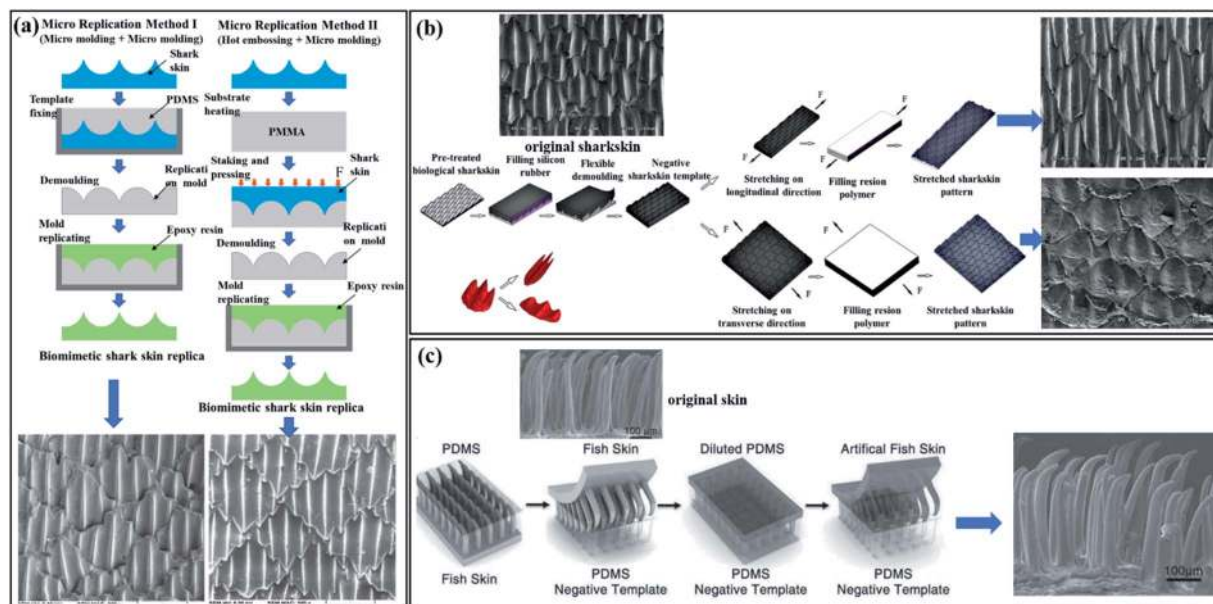 (a)
Micro Replication Method I
(Micro molding + Micro molding)
Shark
skin
Template
fixing
PDMS
Demoulding
Replicati
on mold
Mold
replicating
Epoxy resin
Biomimetic shark skin replica
Micro Replication Method II
(Hot embossing + Micro molding)
Shark skin
Substrate
heating
PMMA
Staking and
pressing
F
Shark
skin
Demoulding
Replicati
on mold
Mold
replicating
Epoxy resin
Biomimetic shark skin replica
(b)
original sharkskin
Pre-treated
biological sharkskin
Filling silicon
rubber
Flexible
demoulding
Negative
sharkskin template
F
F
F
F
Stretching on
longitudinal direction
Filling resion
polymer
Stretched sharkskin
pattern
F
F
F
F
Stretching on
transverse direction
Filling resion
polymer
Stretched sharkskin
pattern
(c)
100 μm
original skin
PDMS
Fish Skin
Fish Skin
PDMS
Negative Template
Diluted PDMS
PDMS
Negative Template
Artifical Fish Skin
PDMS
Negative Template
100μm